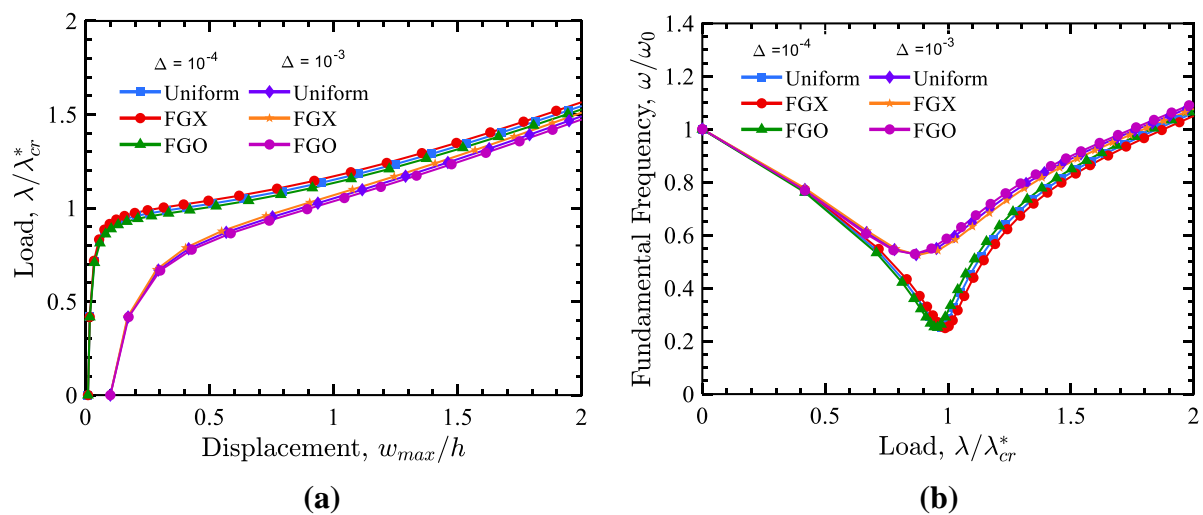 2
1.5
1
0.5
0
0
0.5
1
1.5
2
Load, λ/λ*cr
Displacement, wmax/h
Δ =10-4
Δ =10-3
Uniform
Uniform
FGX
FGX
FGO
FGO
(a)
1.4
1.2
1
0.8
0.6
0.4
0.2
0
0
0.5
1
1.5
2
Fundamental Frequency, ω/ω0
Load, λ/λ*cr
Δ =10-4
Δ =10-3
Uniform
Uniform
FGX
FGX
FGO
FGO
(b)